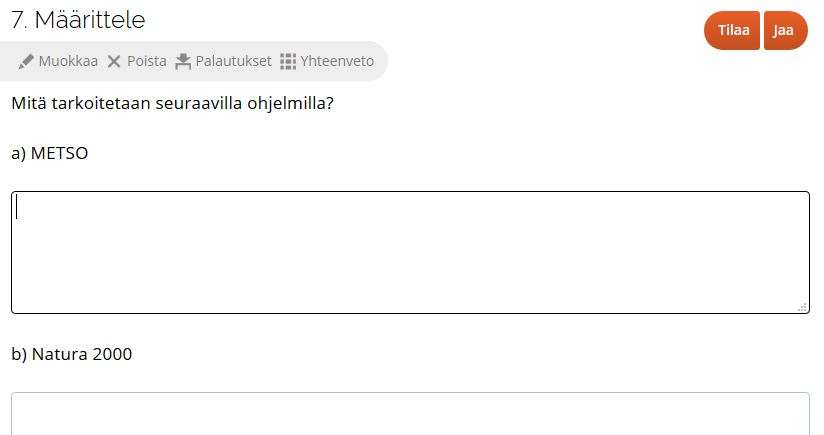 7. Määrittele
Tilaa Jaa
Muokkaa Poista Palautukset Yhteenveto
Mitä tarkoitetaan seuraavilla ohjelmilla?
a) METSO
b) Natura 2000